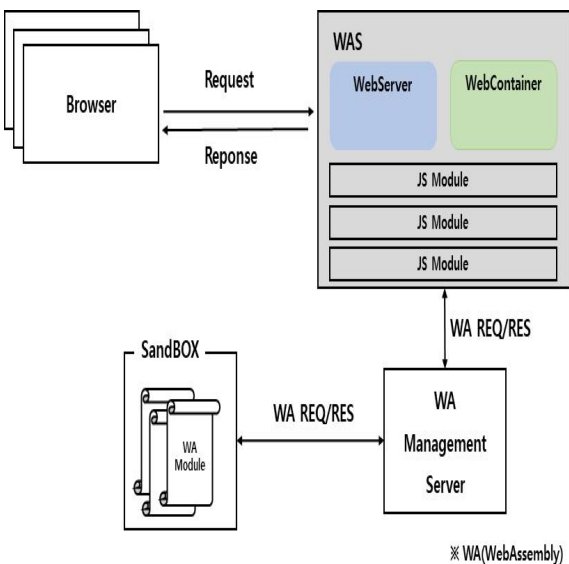 WAS
WebServer
WebContainer
Browser
Request
Reponse
JS Module
JS Module
JS Module
WA REQ/RES
SandBOX
WA
Module
WA REQ/RES
WA
Management
Server
※ WA(WebAssembly)